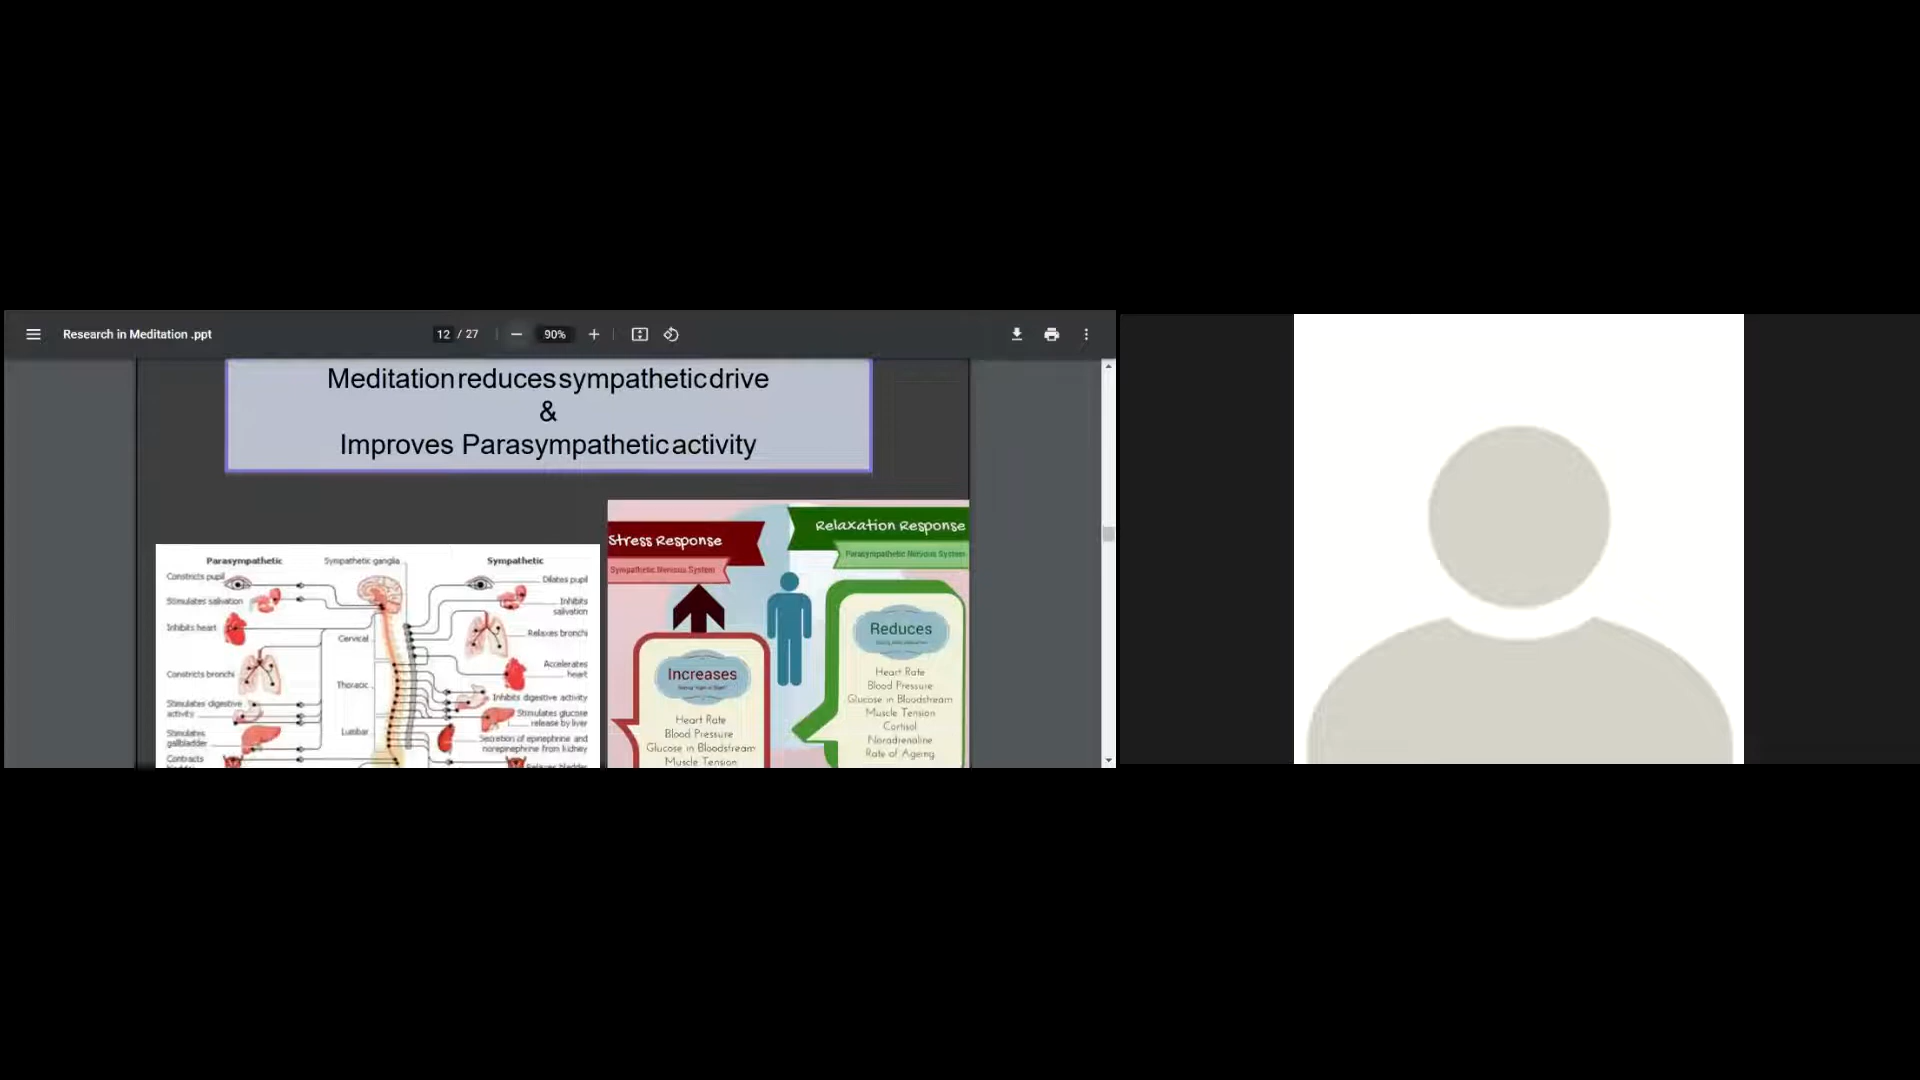 Research in Meditation .ppt
12 / 27
90%
Meditation reduces sympathetic drive
&
Improves Parasympathetic activity
Parasympathetic
Sympathetic ganglia
Sympathetic
Constricts pupil
Dilates pupil
Stimulates salivation
Inhibits
salivation
Inhibits heart
Cervical
Relaxes bronchi
Constricts bronchi
Accelerates
heart
Thoracic
Stimulates digestive
activity
Inhibits digestive activity
Stimulates glucose
release by liver
Stimulates
gallbladder
Lumbar
Secretion of epinephrine and
norepinephrine from kidney
Contracts
bladder
Relaxes bladder
Stress Response
Sympathetic Nervous System
Increases
Heart Rate
Blood Pressure
Glucose in Bloodstream
Muscle Tension
Relaxation Response
Parasympathetic Nervous System
Reduces
Heart Rate
Blood Pressure
Glucose in Bloodstream
Muscle Tension
Cortisol
Noradrenaline
Rate of Ageing